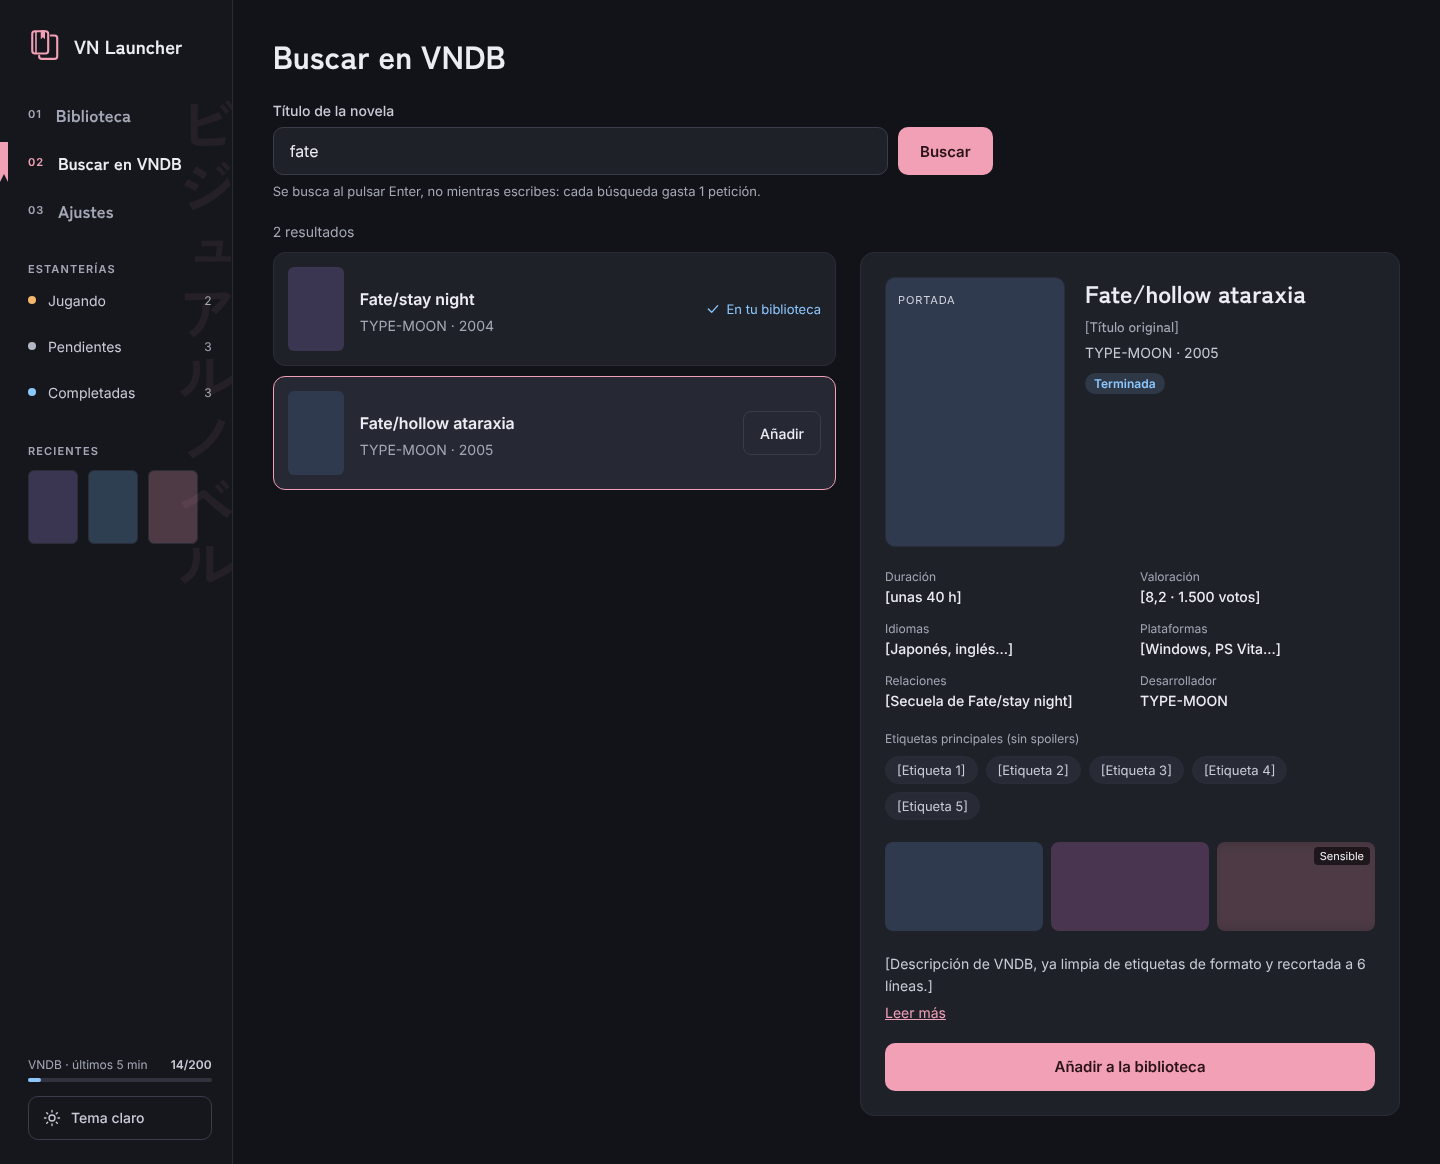 VN Launcher
01 Biblioteca
02 Buscar en VNDB
03 Ajustes
ビジュアルノベル
ESTANTERÍAS
Jugando 2
Pendientes 3
Completadas 3
RECIENTES
VNDB · últimos 5 min 14/200
Tema claro
Buscar en VNDB
Título de la novela
fate
Buscar
Se busca al pulsar Enter, no mientras escribes: cada búsqueda gasta 1 petición.
2 resultados
Fate/stay night
TYPE-MOON · 2004
En tu biblioteca
Fate/hollow ataraxia
TYPE-MOON · 2005
Añadir
PORTADA
Fate/hollow ataraxia
[Título original]
TYPE-MOON · 2005
Terminada
Duración
[unas 40 h]
Valoración
[8,2 · 1.500 votos]
Idiomas
[Japonés, inglés...]
Plataformas
[Windows, PS Vita...]
Relaciones
[Secuela de Fate/stay night]
Desarrollador
TYPE-MOON
Etiquetas principales (sin spoilers)
[Etiqueta 1] [Etiqueta 2] [Etiqueta 3] [Etiqueta 4]
[Etiqueta 5]
Sensible
[Descripción de VNDB, ya limpia de etiquetas de formato y recortada a 6
líneas.]
Leer más
Añadir a la biblioteca